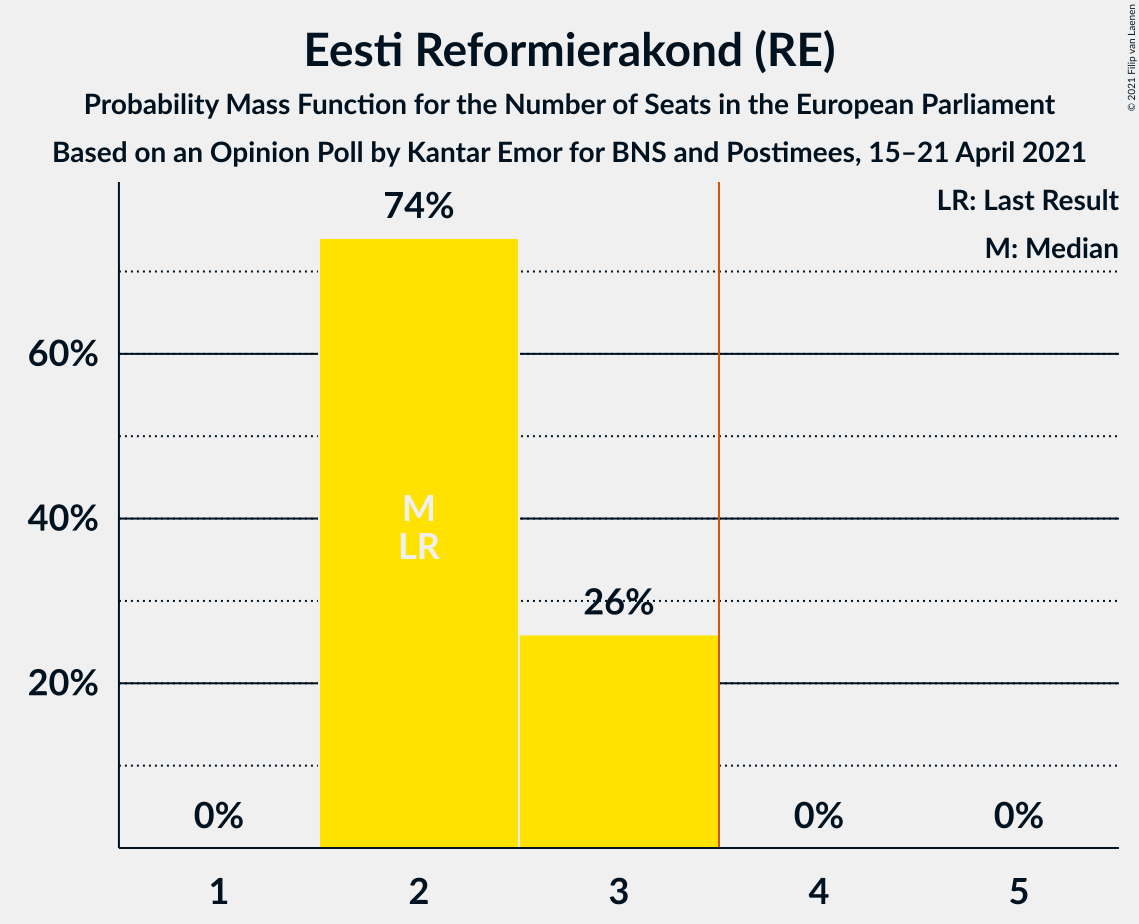 Eesti Reformierakond (RE)
Probability Mass Function for the Number of Seats in the European Parliament
Based on an Opinion Poll by Kantar Emor for BNS and Postimees, 15–21 April 2021
© 2021 Filip van Laenen
LR: Last Result
M: Median
74%
60%
40%
20%
M
LR
26%
0%
0%
0%
1
2
3
4
5